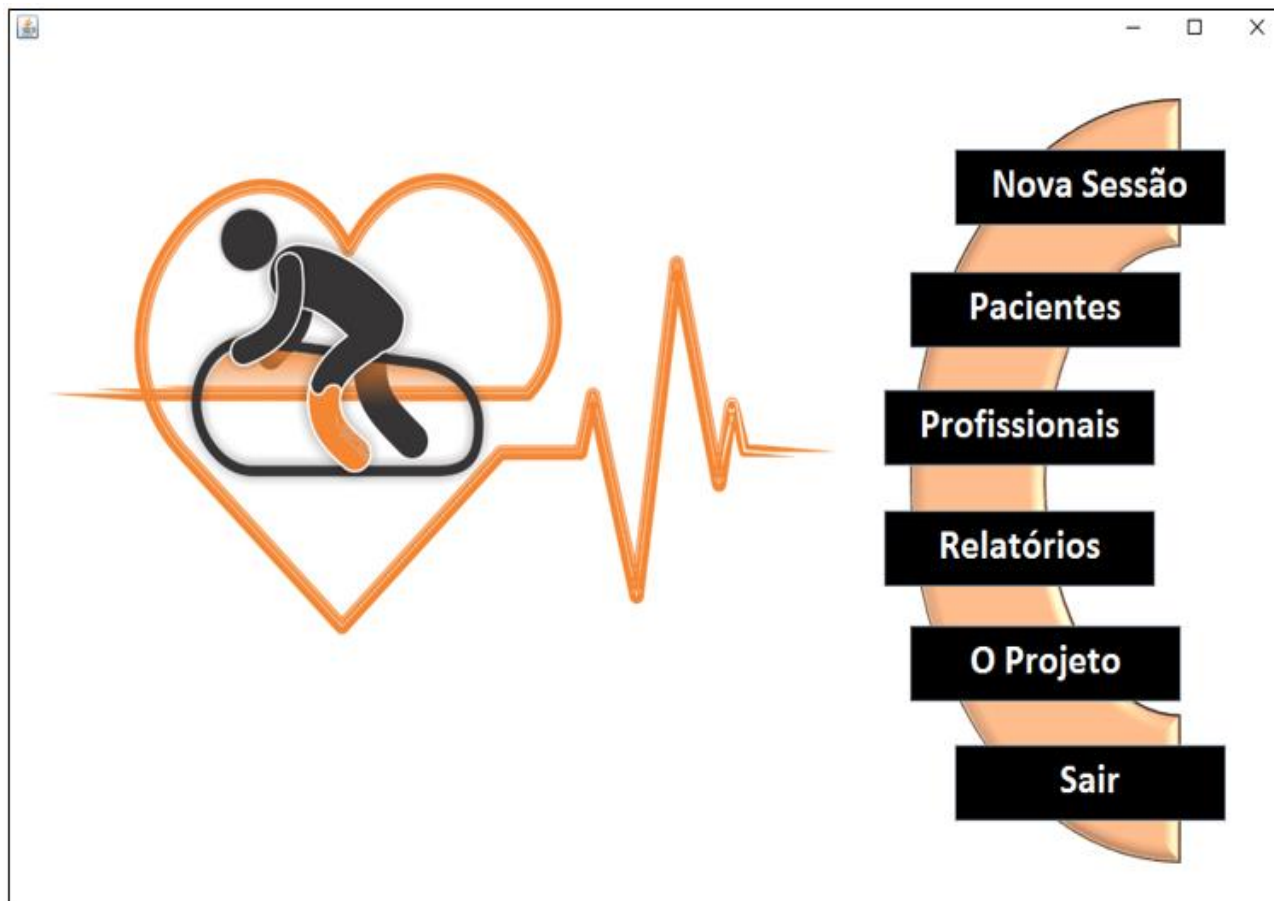 Nova Sessão
Pacientes
Profissionais
Relatórios
O Projeto
Sair